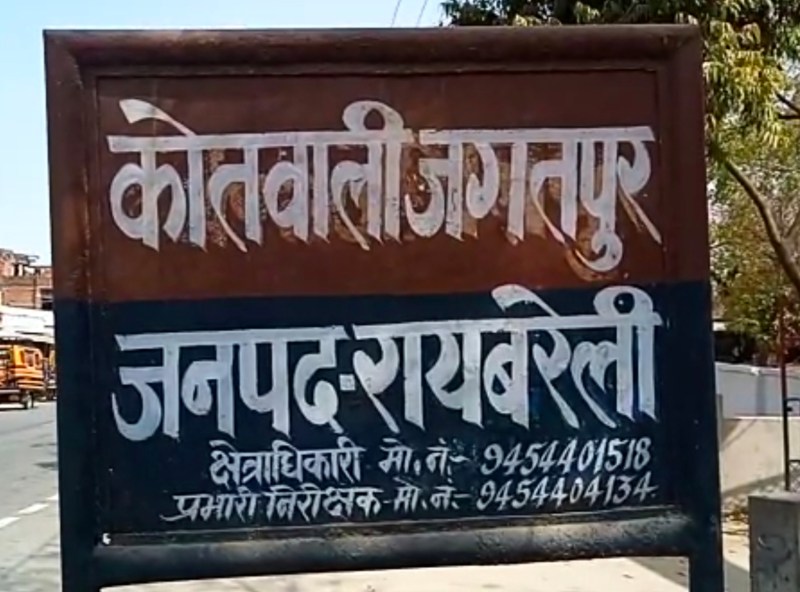 कोतवाली जगतपुर
जनपद-रायबरेली
क्षेत्राधिकारी मो. नं.- 9454401518
प्रभारी निरीक्षक-मो. नं.- 9454404134